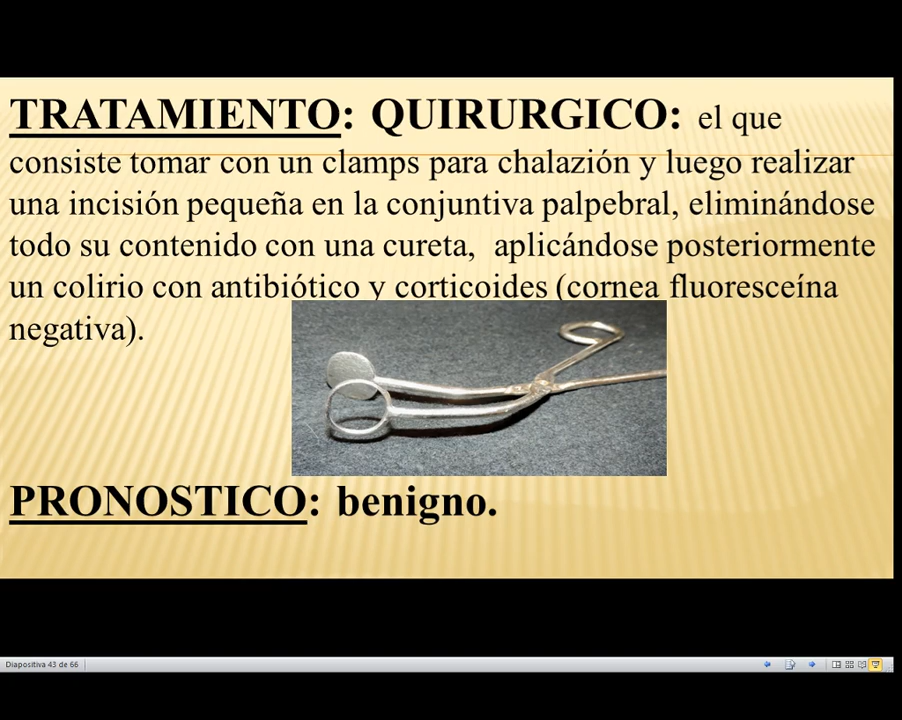 TRATAMIENTO: QUIRURGICO: el que
consiste tomar con un clamps para chalazión y luego realizar
una incisión pequeña en la conjuntiva palpebral, eliminándose
todo su contenido con una cureta, aplicándose posteriormente
un colirio con antibiótico y corticoides (cornea fluoresceína
negativa).
PRONOSTICO: benigno.
Diapositiva 43 de 66